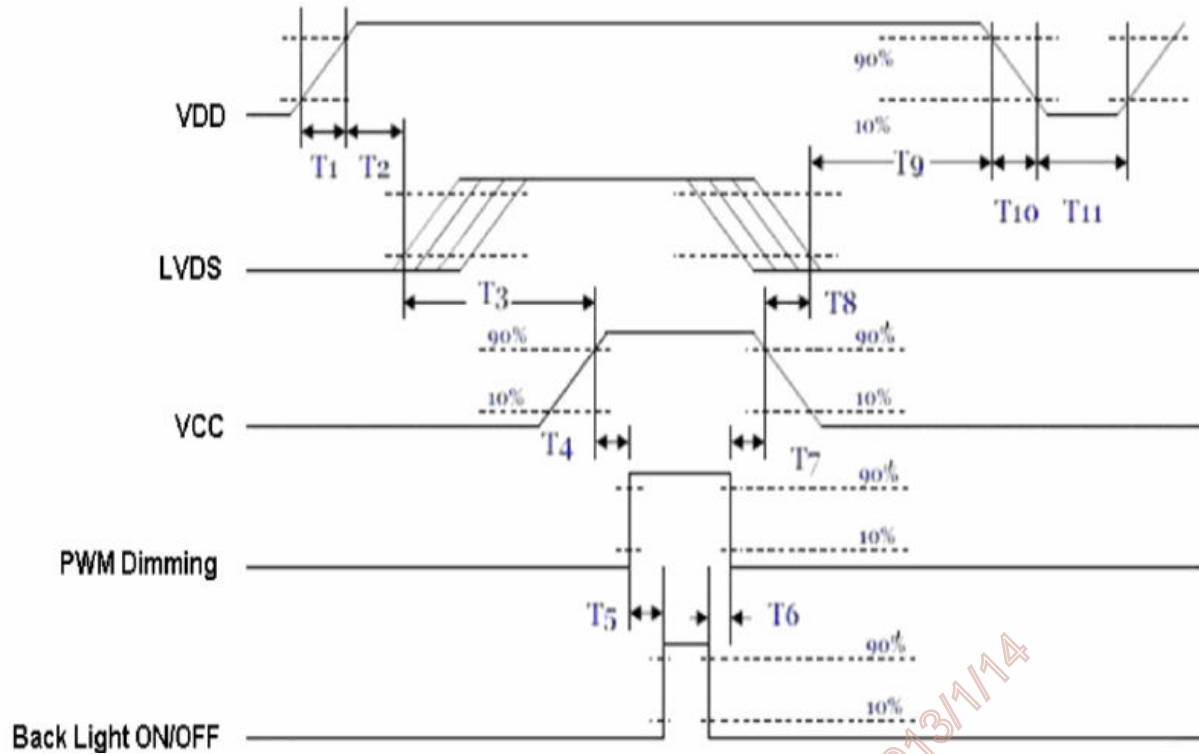 90%
VDD
10%
T1 T2
T9
T10 T11
LVDS
T3
T8
90% 90%
10% 10%
VCC
T4
T7
90%
10%
PWM Dimming
T5 T6
90%
10%
Back Light ON/OFF